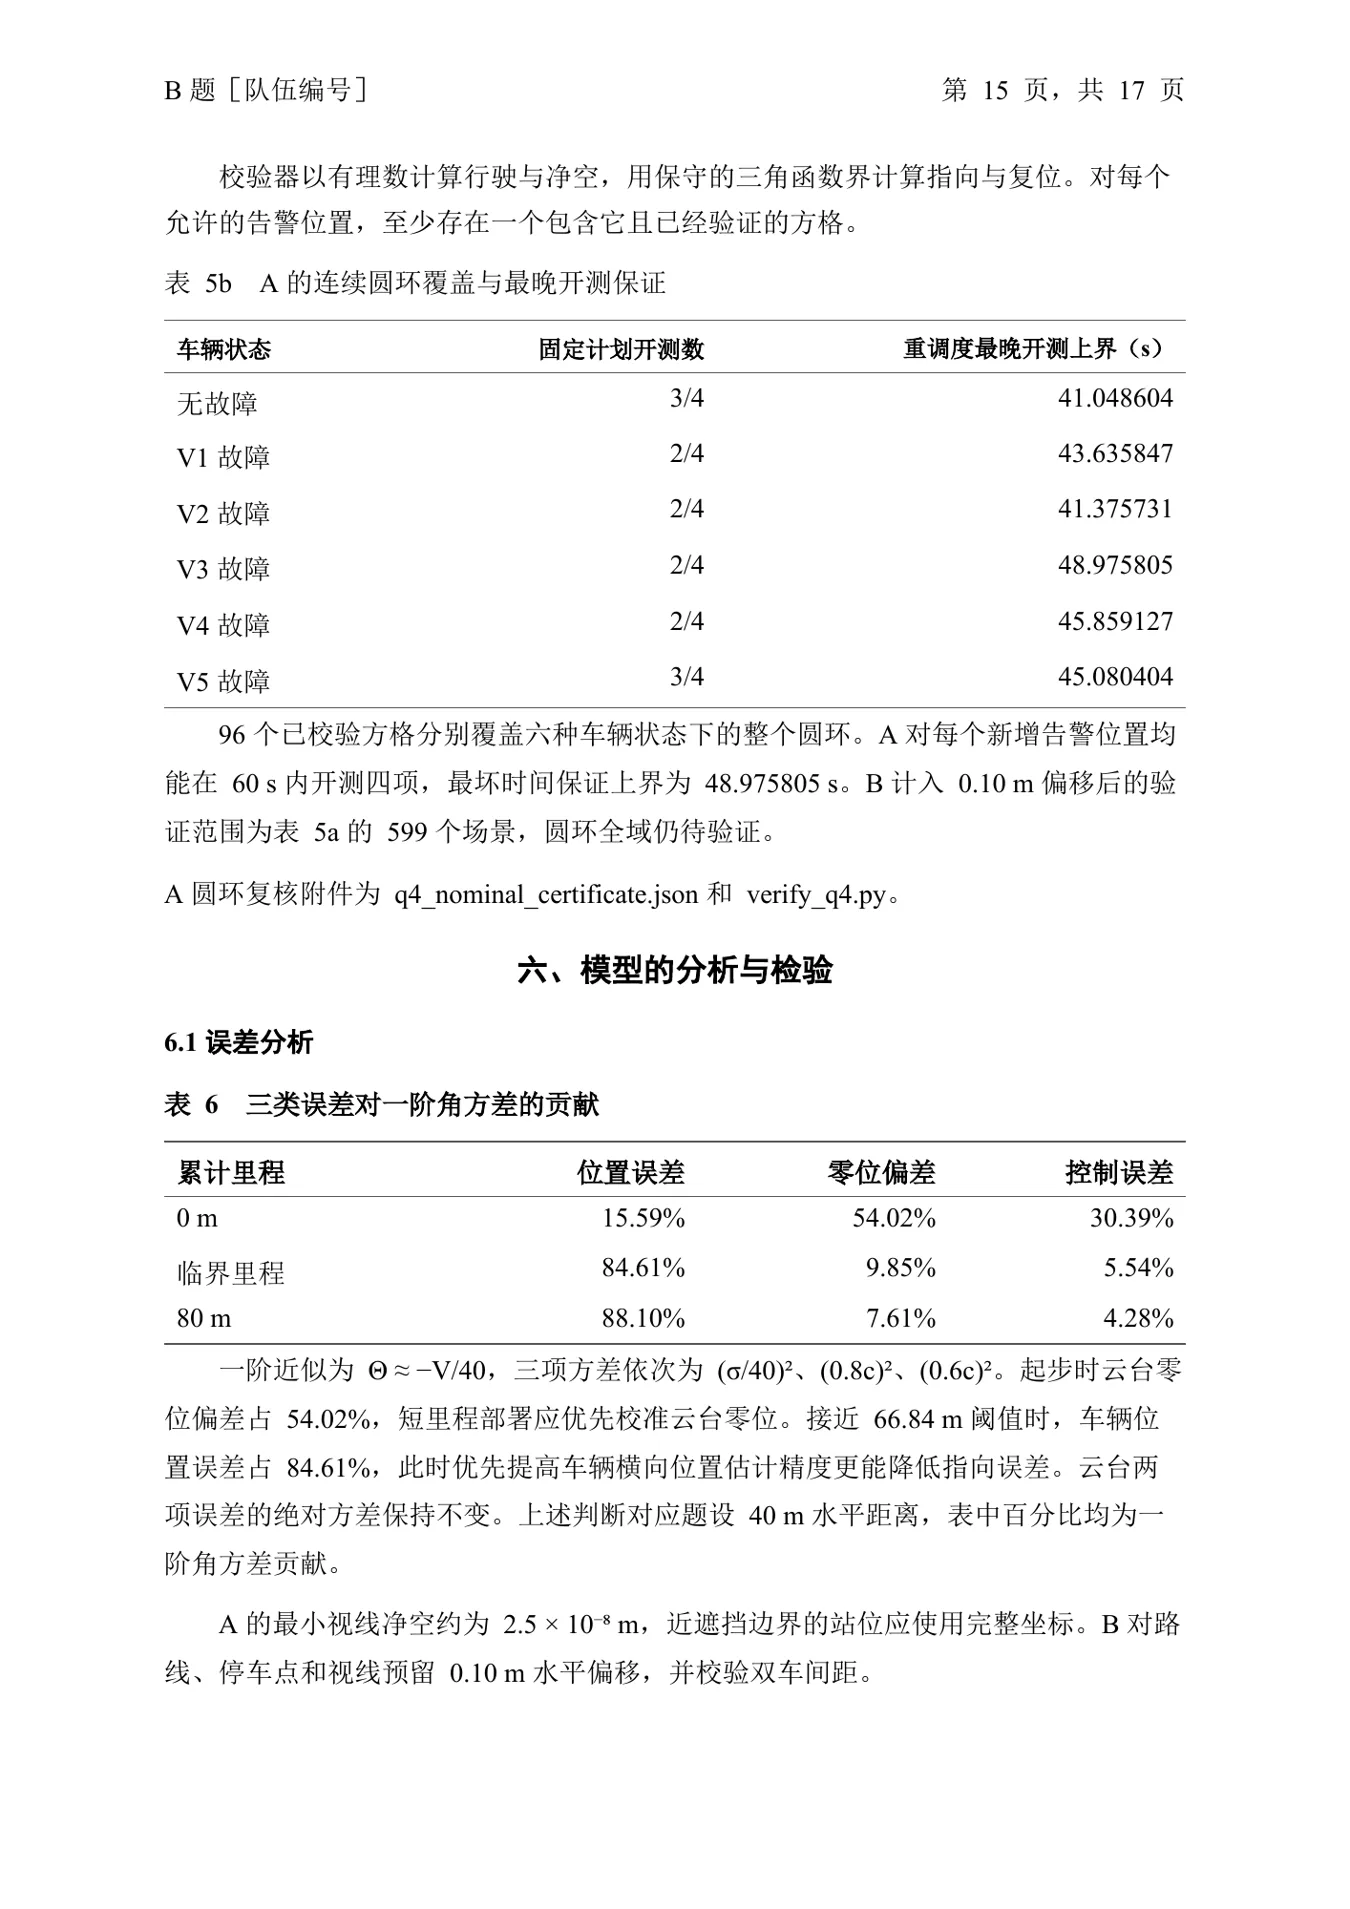 B 题［队伍编号］ 第 15 页，共 17 页
校验器以有理数计算行驶与净空，用保守的三角函数界计算指向与复位。对每个
允许的告警位置，至少存在一个包含它且已经验证的方格。
表 5b A 的连续圆环覆盖与最晚开测保证
车辆状态 固定计划开测数 重调度最晚开测上界（s）
无故障 3/4 41.048604
V1 故障 2/4 43.635847
V2 故障 2/4 41.375731
V3 故障 2/4 48.975805
V4 故障 2/4 45.859127
V5 故障 3/4 45.080404
96 个已校验方格分别覆盖六种车辆状态下的整个圆环。A 对每个新增告警位置均
能在 60 s 内开测四项，最坏时间保证上界为 48.975805 s。B 计入 0.10 m 偏移后的验
证范围为表 5a 的 599 个场景，圆环全域仍待验证。
A 圆环复核附件为 q4_nominal_certificate.json 和 verify_q4.py。
六、模型的分析与检验
6.1 误差分析
表 6 三类误差对一阶角方差的贡献
累计里程 位置误差 零位偏差 控制误差
0 m 15.59% 54.02% 30.39%
临界里程 84.61% 9.85% 5.54%
80 m 88.10% 7.61% 4.28%
一阶近似为 Θ ≈ −V/40，三项方差依次为 (σ/40)²、(0.8c)²、(0.6c)²。起步时云台零
位偏差占 54.02%，短里程部署应优先校准云台零位。接近 66.84 m 阈值时，车辆位
置误差占 84.61%，此时优先提高车辆横向位置估计精度更能降低指向误差。云台两
项误差的绝对方差保持不变。上述判断对应题设 40 m 水平距离，表中百分比均为一
阶角方差贡献。
A 的最小视线净空约为 2.5 × 10⁻⁸ m，近遮挡边界的站位应使用完整坐标。B 对路
线、停车点和视线预留 0.10 m 水平偏移，并校验双车间距。